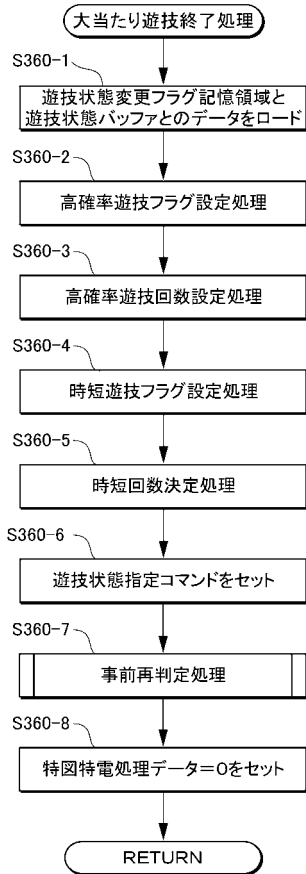 大当たり遊技終了処理
S360-1
遊技状態変更フラグ記憶領域と
遊技状態バッファとのデータをロード
S360-2
高確率遊技フラグ設定処理
S360-3
高確率遊技回数設定処理
S360-4
時短遊技フラグ設定処理
S360-5
時短回数決定処理
S360-6
遊技状態指定コマンドをセット
S360-7
事前再判定処理
S360-8
特図特電処理データ=0をセット
RETURN